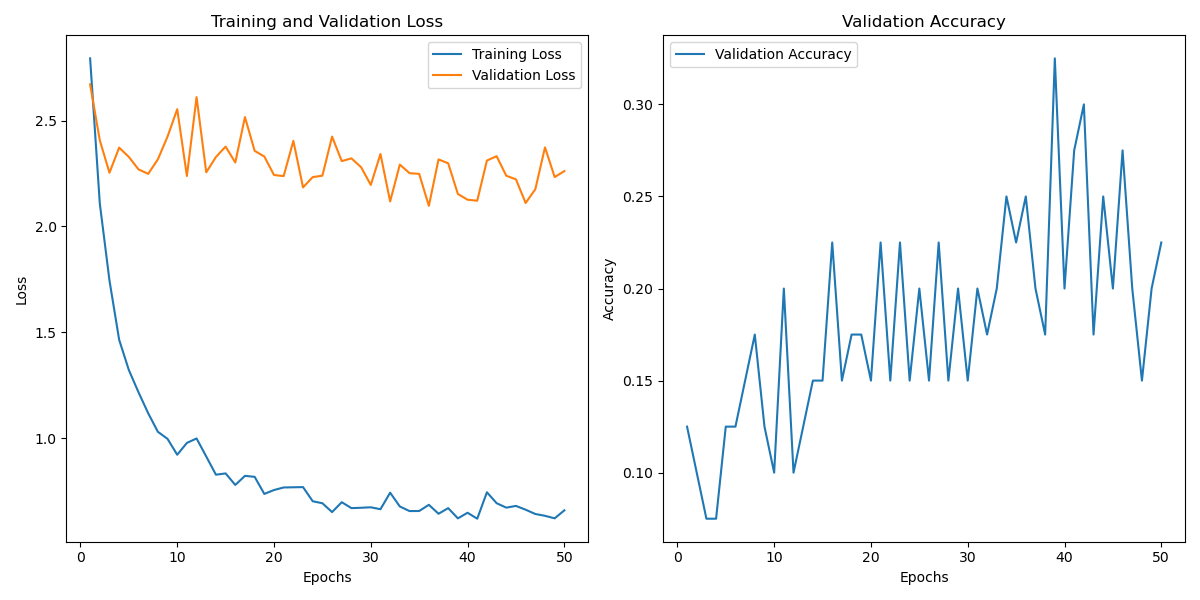 Training and Validation Loss
Training Loss
Validation Loss
2.5
2.0
1.5
1.0
Loss
0 10 20 30 40 50
Epochs
Validation Accuracy
Validation Accuracy
0.30
0.25
0.20
0.15
0.10
Accuracy
0 10 20 30 40 50
Epochs